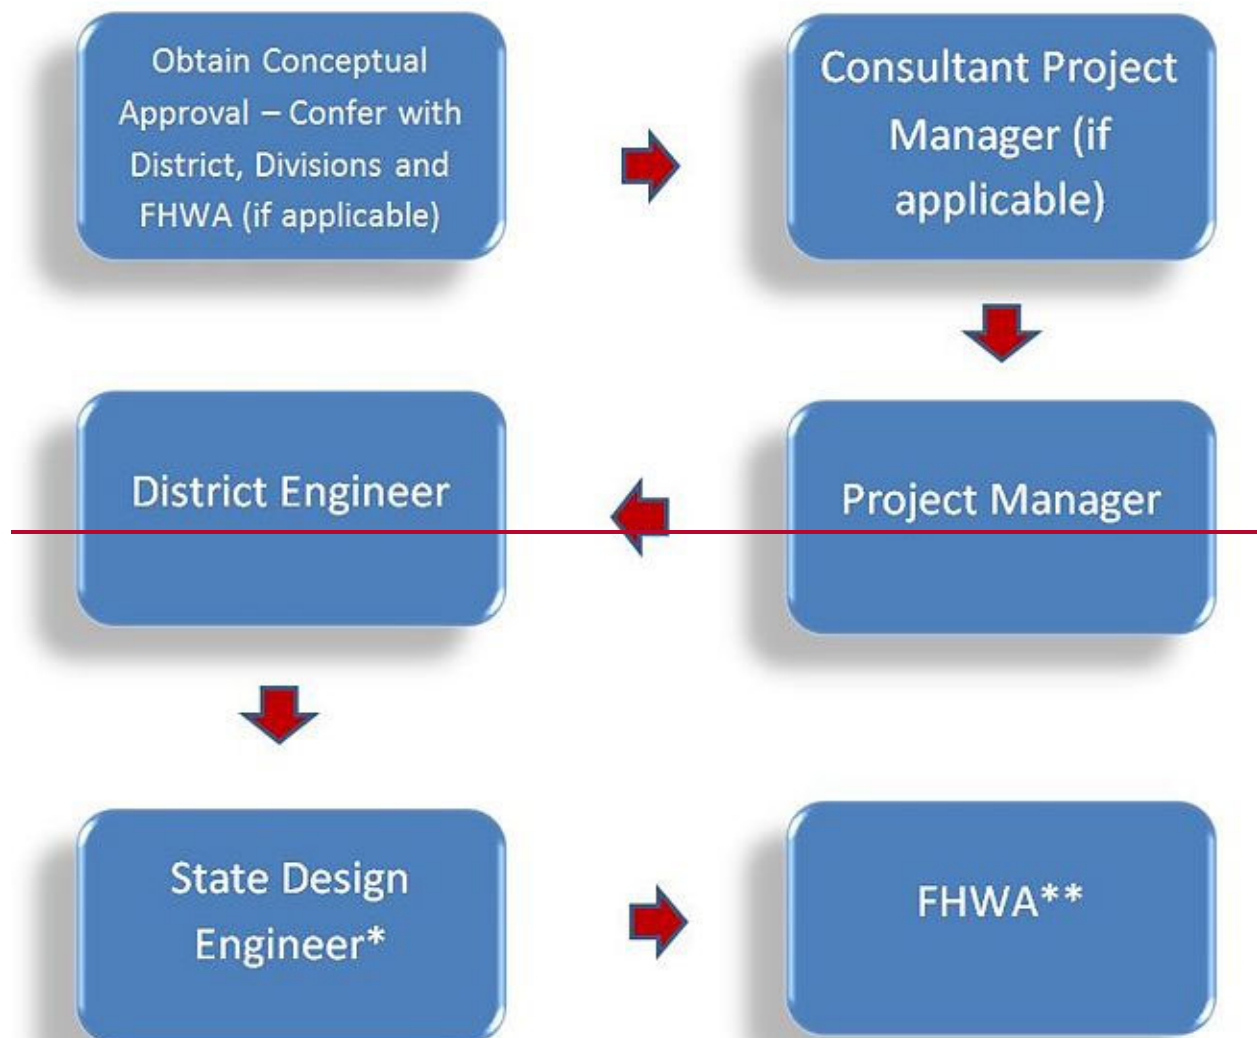 Obtain Conceptual
Approval – Confer with
District, Divisions and
FHWA (if applicable)
Consultant Project
Manager (if
applicable)
District Engineer
Project Manager
State Design
Engineer*
FHWA**